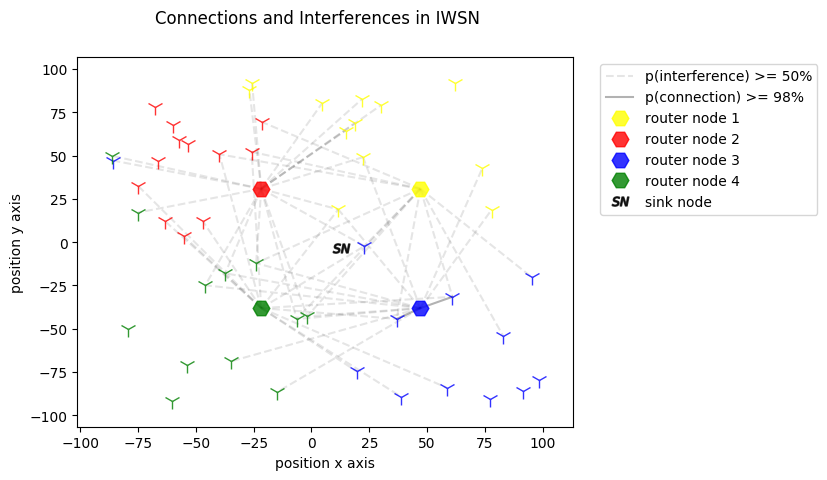 Connections and Interferences in IWSN
100
75
50
25
0
−25
−50
−75
−100
position y axis
SN
−100 −75 −50 −25 0 25 50 75 100
position x axis
p(interference) >= 50%
p(connection) >= 98%
router node 1
router node 2
router node 3
router node 4
SN sink node